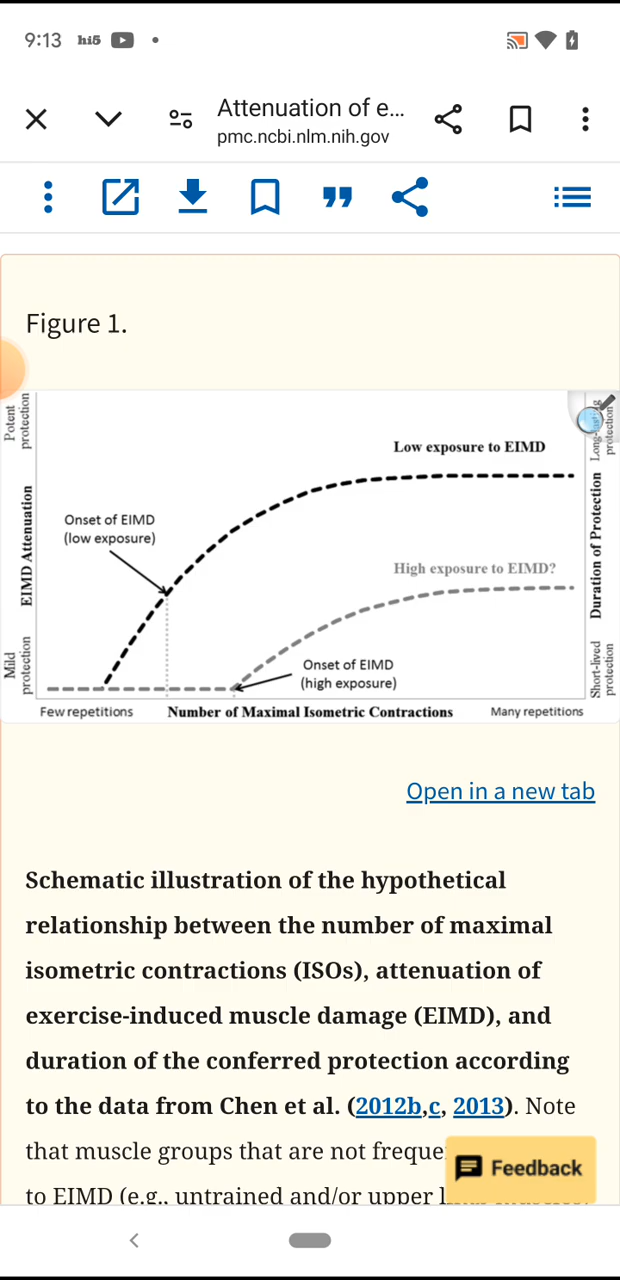 9:13 hi5
Attenuation of e...
pmc.ncbi.nlm.nih.gov
Figure 1.
Potent
protection
EIMD Attenuation
Mild
protection
Low exposure to EIMD
Onset of EIMD
(low exposure)
High exposure to EIMD?
Onset of EIMD
(high exposure)
protection
Duration of Protection
Short-lived
protection
Few repetitions Number of Maximal Isometric Contractions Many repetitions
Open in a new tab
Schematic illustration of the hypothetical
relationship between the number of maximal
isometric contractions (ISOs), attenuation of
exercise-induced muscle damage (EIMD), and
duration of the conferred protection according
to the data from Chen et al. (2012b,c, 2013). Note
that muscle groups that are not freque
to EIMD (e.g., untrained and/or upper
Feedback